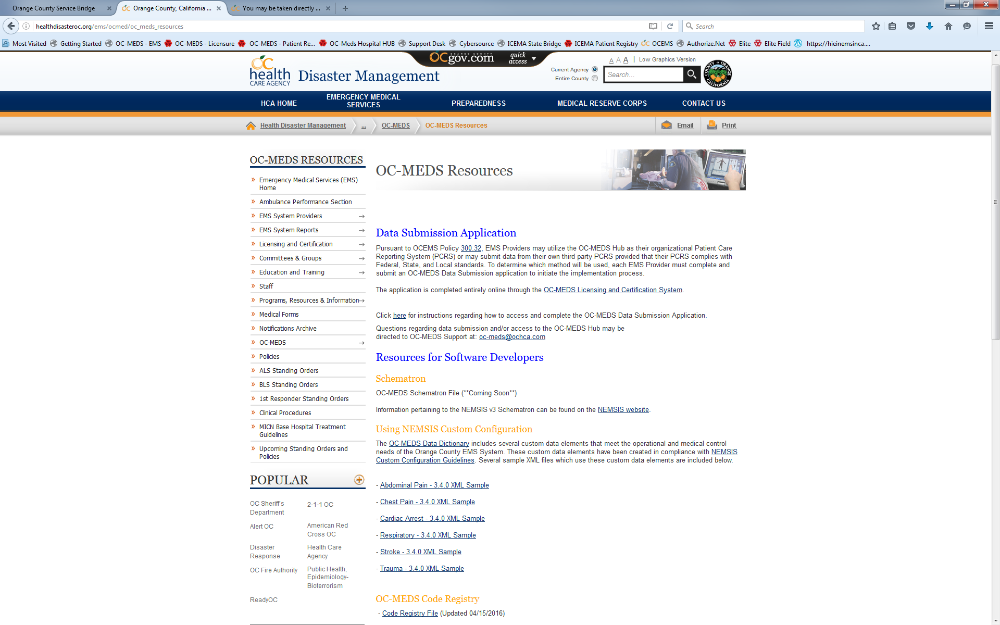 Orange County Service Bridge
Orange County, California ...
You may be taken directly ...
healthdisasteroc.org/ems/ocmed/oc_meds_resources
Search
Most Visited
Getting Started
OC-MEDS - EMS
OC-MEDS - Licensure
OC-MEDS - Patient Re...
OC-Meds Hospital HUB
Support Desk
Cybersource
ICEMA State Bridge
ICEMA Patient Registry
OCEMS
Authorize.Net
Elite
Elite Field
https://hieinemsinca....
OC
health
CARE AGENCY
Disaster Management
ORANGE COUNTY
OCgov.com
quick
access
Current Agency
Entire County
A A A | Low Graphics Version
Search...
COUNTY OF ORANGE
CALIFORNIA
HCA HOME
EMERGENCY MEDICAL
SERVICES
PREPAREDNESS
MEDICAL RESERVE CORPS
CONTACT US
Health Disaster Management
...
OC-MEDS
OC-MEDS Resources
Email
Print
OC-MEDS RESOURCES
Emergency Medical Services (EMS)
Home
Ambulance Performance Section
EMS System Providers
EMS System Reports
Licensing and Certification
Committees & Groups
Education and Training
Staff
Programs, Resources & Information
Medical Forms
Notifications Archive
OC-MEDS
Policies
ALS Standing Orders
BLS Standing Orders
1st Responder Standing Orders
Clinical Procedures
MICN Base Hospital Treatment
Guidelines
Upcoming Standing Orders and
Policies
POPULAR
OC Sheriff's
Department
2-1-1 OC
Alert OC
American Red
Cross OC
Disaster
Response
Health Care
Agency
OC Fire Authority
Public Health,
Epidemiology-
Bioterrorism
ReadyOC
OC-MEDS Resources
Data Submission Application
Pursuant to OCEMS Policy 300.32, EMS Providers may utilize the OC-MEDS Hub as their organizational Patient Care
Reporting System (PCRS) or may submit data from their own third party PCRS provided that their PCRS complies with
Federal, State, and Local standards. To determine which method will be used, each EMS Provider must complete and
submit an OC-MEDS Data Submission application to initiate the implementation process.
The application is completed entirely online through the OC-MEDS Licensing and Certification System.
Click here for instructions regarding how to access and complete the OC-MEDS Data Submission Application.
Questions regarding data submission and/or access to the OC-MEDS Hub may be
directed to OC-MEDS Support at: oc-meds@ochca.com
Resources for Software Developers
Schematron
OC-MEDS Schematron File (**Coming Soon**)
Information pertaining to the NEMSIS v3 Schematron can be found on the NEMSIS website.
Using NEMSIS Custom Configuration
The OC-MEDS Data Dictionary includes several custom data elements that meet the operational and medical control
needs of the Orange County EMS System. These custom data elements have been created in compliance with NEMSIS
Custom Configuration Guidelines. Several sample XML files which use these custom data elements are included below.
- Abdominal Pain - 3.4.0 XML Sample
- Chest Pain - 3.4.0 XML Sample
- Cardiac Arrest - 3.4.0 XML Sample
- Respiratory - 3.4.0 XML Sample
- Stroke - 3.4.0 XML Sample
- Trauma - 3.4.0 XML Sample
OC-MEDS Code Registry
- Code Registry File (Updated 04/15/2016)